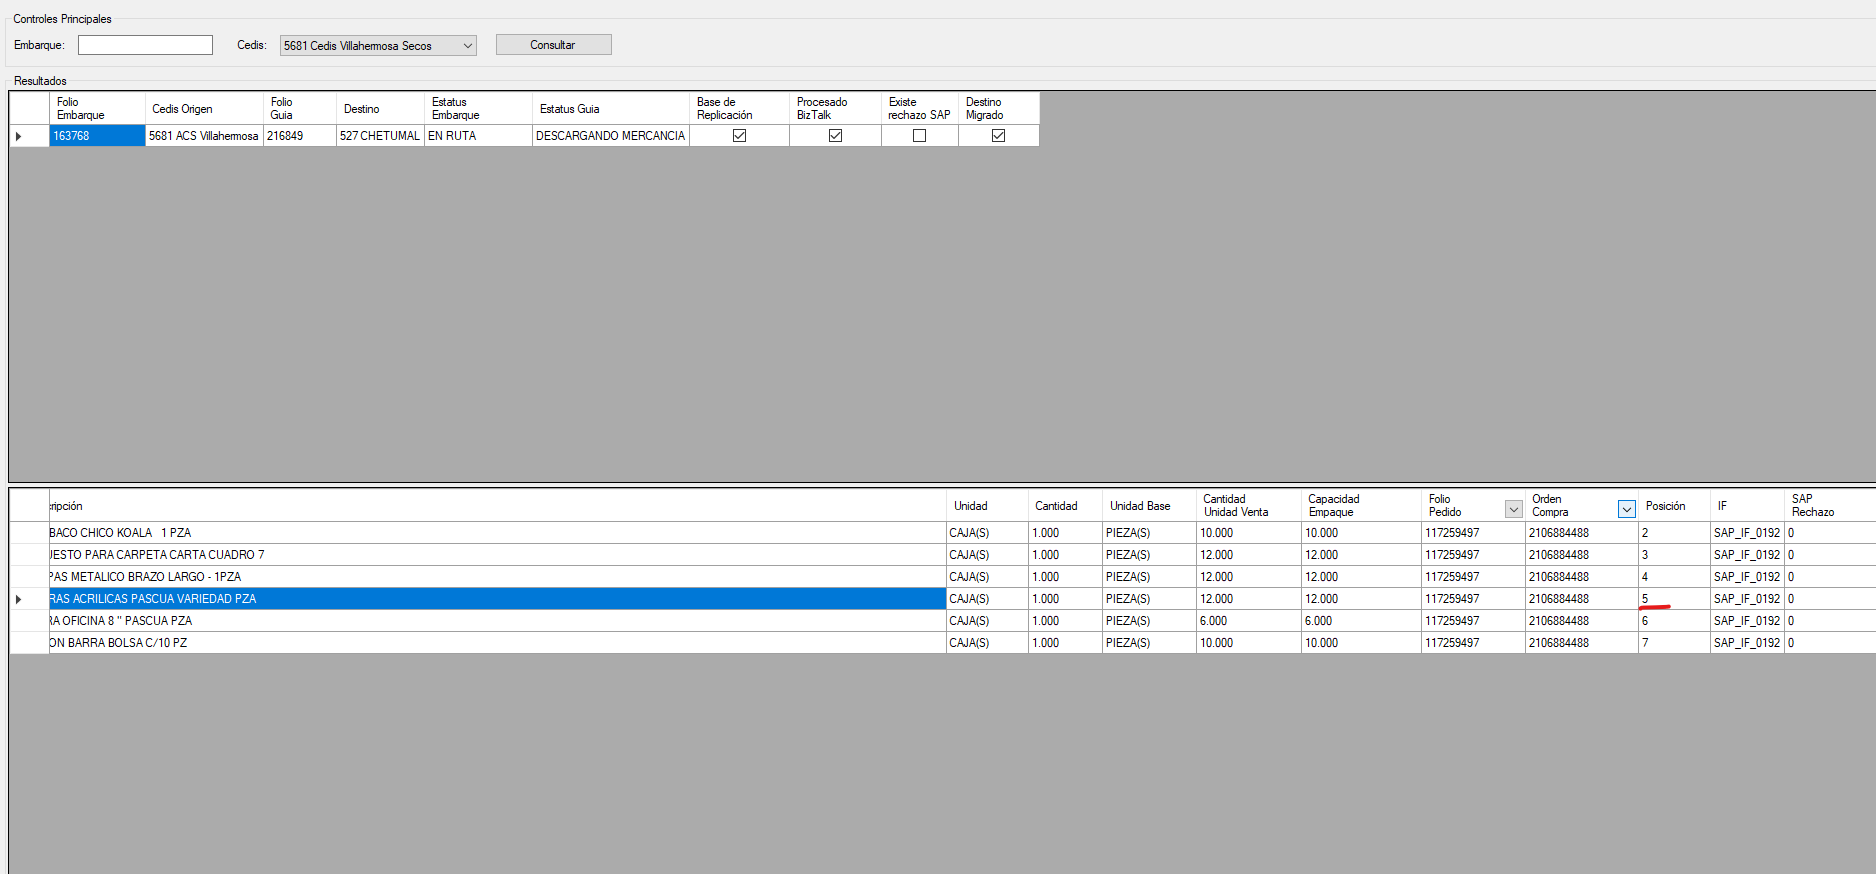 Controles Principales
Embarque: Cedis: 5681 Cedis Villahermosa Secos Consultar
Resultados
Folio Embarque Cedis Origen Folio Guia Destino Estatus Embarque Estatus Guia Base de Replicación Procesado BizTalk Existe rechazo SAP Destino Migrado
163768 5681 ACS Villahermosa 216849 527 CHETUMAL EN RUTA DESCARGANDO MERCANCIA
cripción Unidad Cantidad Unidad Base Cantidad Unidad Venta Capacidad Empaque Folio Pedido Orden Compra Posición IF SAP Rechazo
BACO CHICO KOALA 1 PZA CAJA(S) 1.000 PIEZA(S) 10.000 10.000 117259497 2106884488 2 SAP_IF_0192 0
JESTO PARA CARPETA CARTA CUADRO 7 CAJA(S) 1.000 PIEZA(S) 12.000 12.000 117259497 2106884488 3 SAP_IF_0192 0
PAS METALICO BRAZO LARGO - 1PZA CAJA(S) 1.000 PIEZA(S) 12.000 12.000 117259497 2106884488 4 SAP_IF_0192 0
RAS ACRILICAS PASCUA VARIEDAD PZA CAJA(S) 1.000 PIEZA(S) 12.000 12.000 117259497 2106884488 5 SAP_IF_0192 0
RA OFICINA 8 " PASCUA PZA CAJA(S) 1.000 PIEZA(S) 6.000 6.000 117259497 2106884488 6 SAP_IF_0192 0
ON BARRA BOLSA C/10 PZ CAJA(S) 1.000 PIEZA(S) 10.000 10.000 117259497 2106884488 7 SAP_IF_0192 0